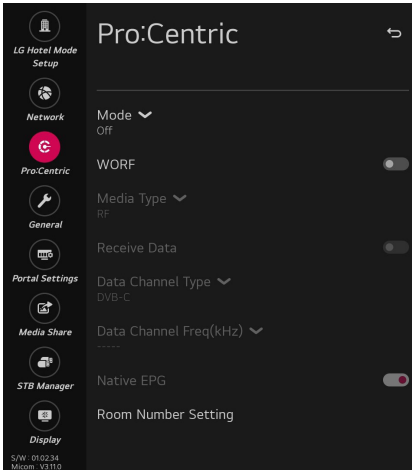 LG Hotel Mode
Setup
Network
Pro:Centric
General
Portal Settings
Media Share
STB Manager
Display
S/W : 01.02.34
Micom : V3.11.0
Pro:Centric
Mode
Off
WORF
Media Type
RF
Receive Data
Data Channel Type
DVB-C
Data Channel Freq(kHz)
-----
Native EPG
Room Number Setting